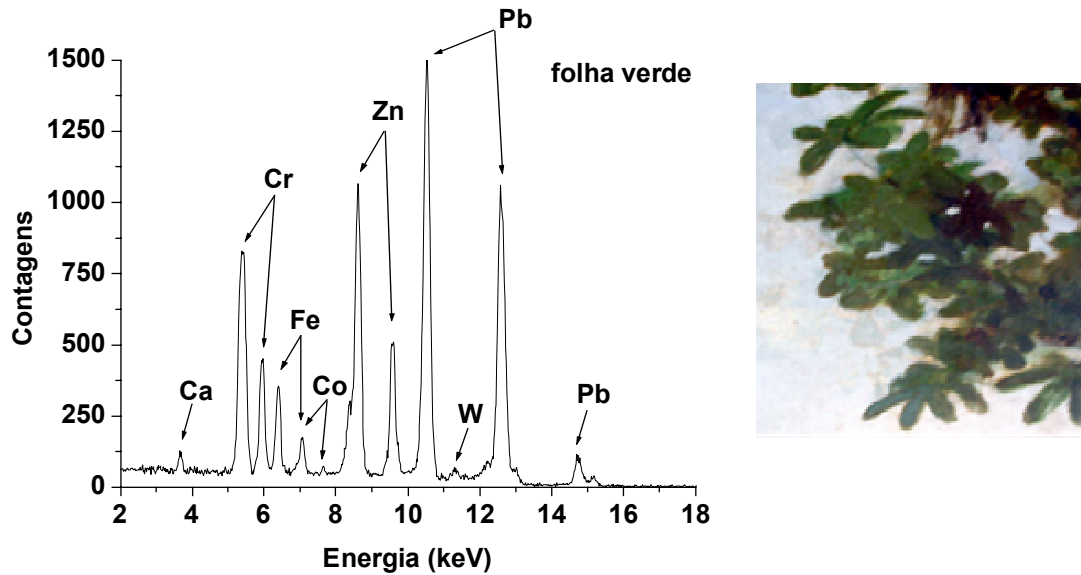 Pb
folha verde
Zn
Cr
Fe
Co
Ca
W
Pb
Contagens
1500
1250
1000
750
500
250
0
2 4 6 8 10 12 14 16 18
Energia (keV)